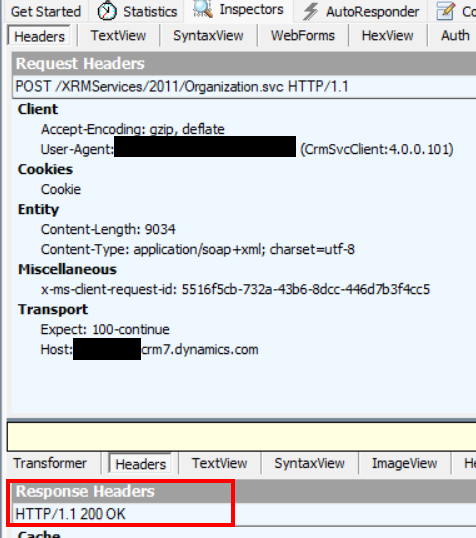 Get Started Statistics Inspectors AutoResponder Co
Headers TextView SyntaxView WebForms HexView Auth
Request Headers
POST /XRMServices/2011/Organization.svc HTTP/1.1
Client
Accept-Encoding: gzip, deflate
User-Agent: (CrmSvcClient:4.0.0.101)
Cookies
Cookie
Entity
Content-Length: 9034
Content-Type: application/soap+xml; charset=utf-8
Miscellaneous
x-ms-client-request-id: 5516f5cb-732a-43b6-8dcc-446d7b3f4cc5
Transport
Expect: 100-continue
Host: crm7.dynamics.com
Transformer Headers TextView SyntaxView ImageView He
Response Headers
HTTP/1.1 200 OK
Cache